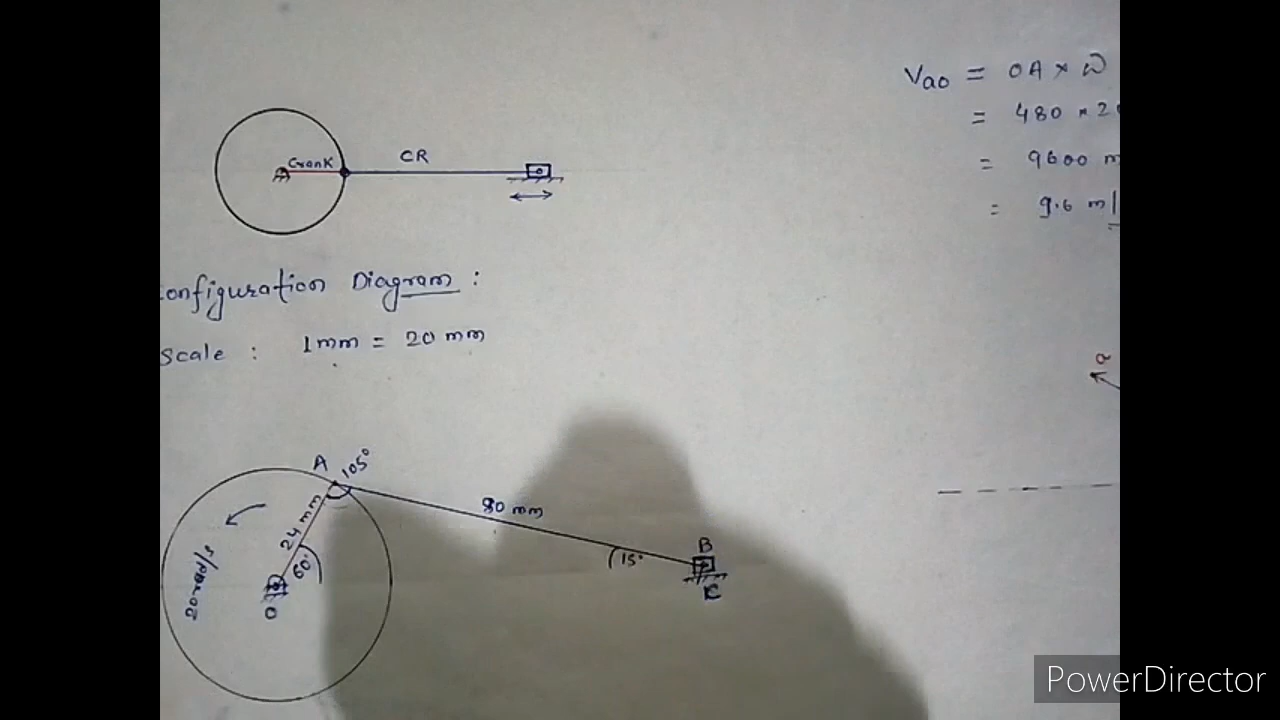 Crank
CR
Vao = OA × ω
= 480 × 2
= 9600 m
= 9.6 m/
onfiguration Diagram :
Scale : 1mm = 20 mm
a
A
105°
24 mm
80 mm
60°
15°
B
O
20 rad/s
PowerDirector